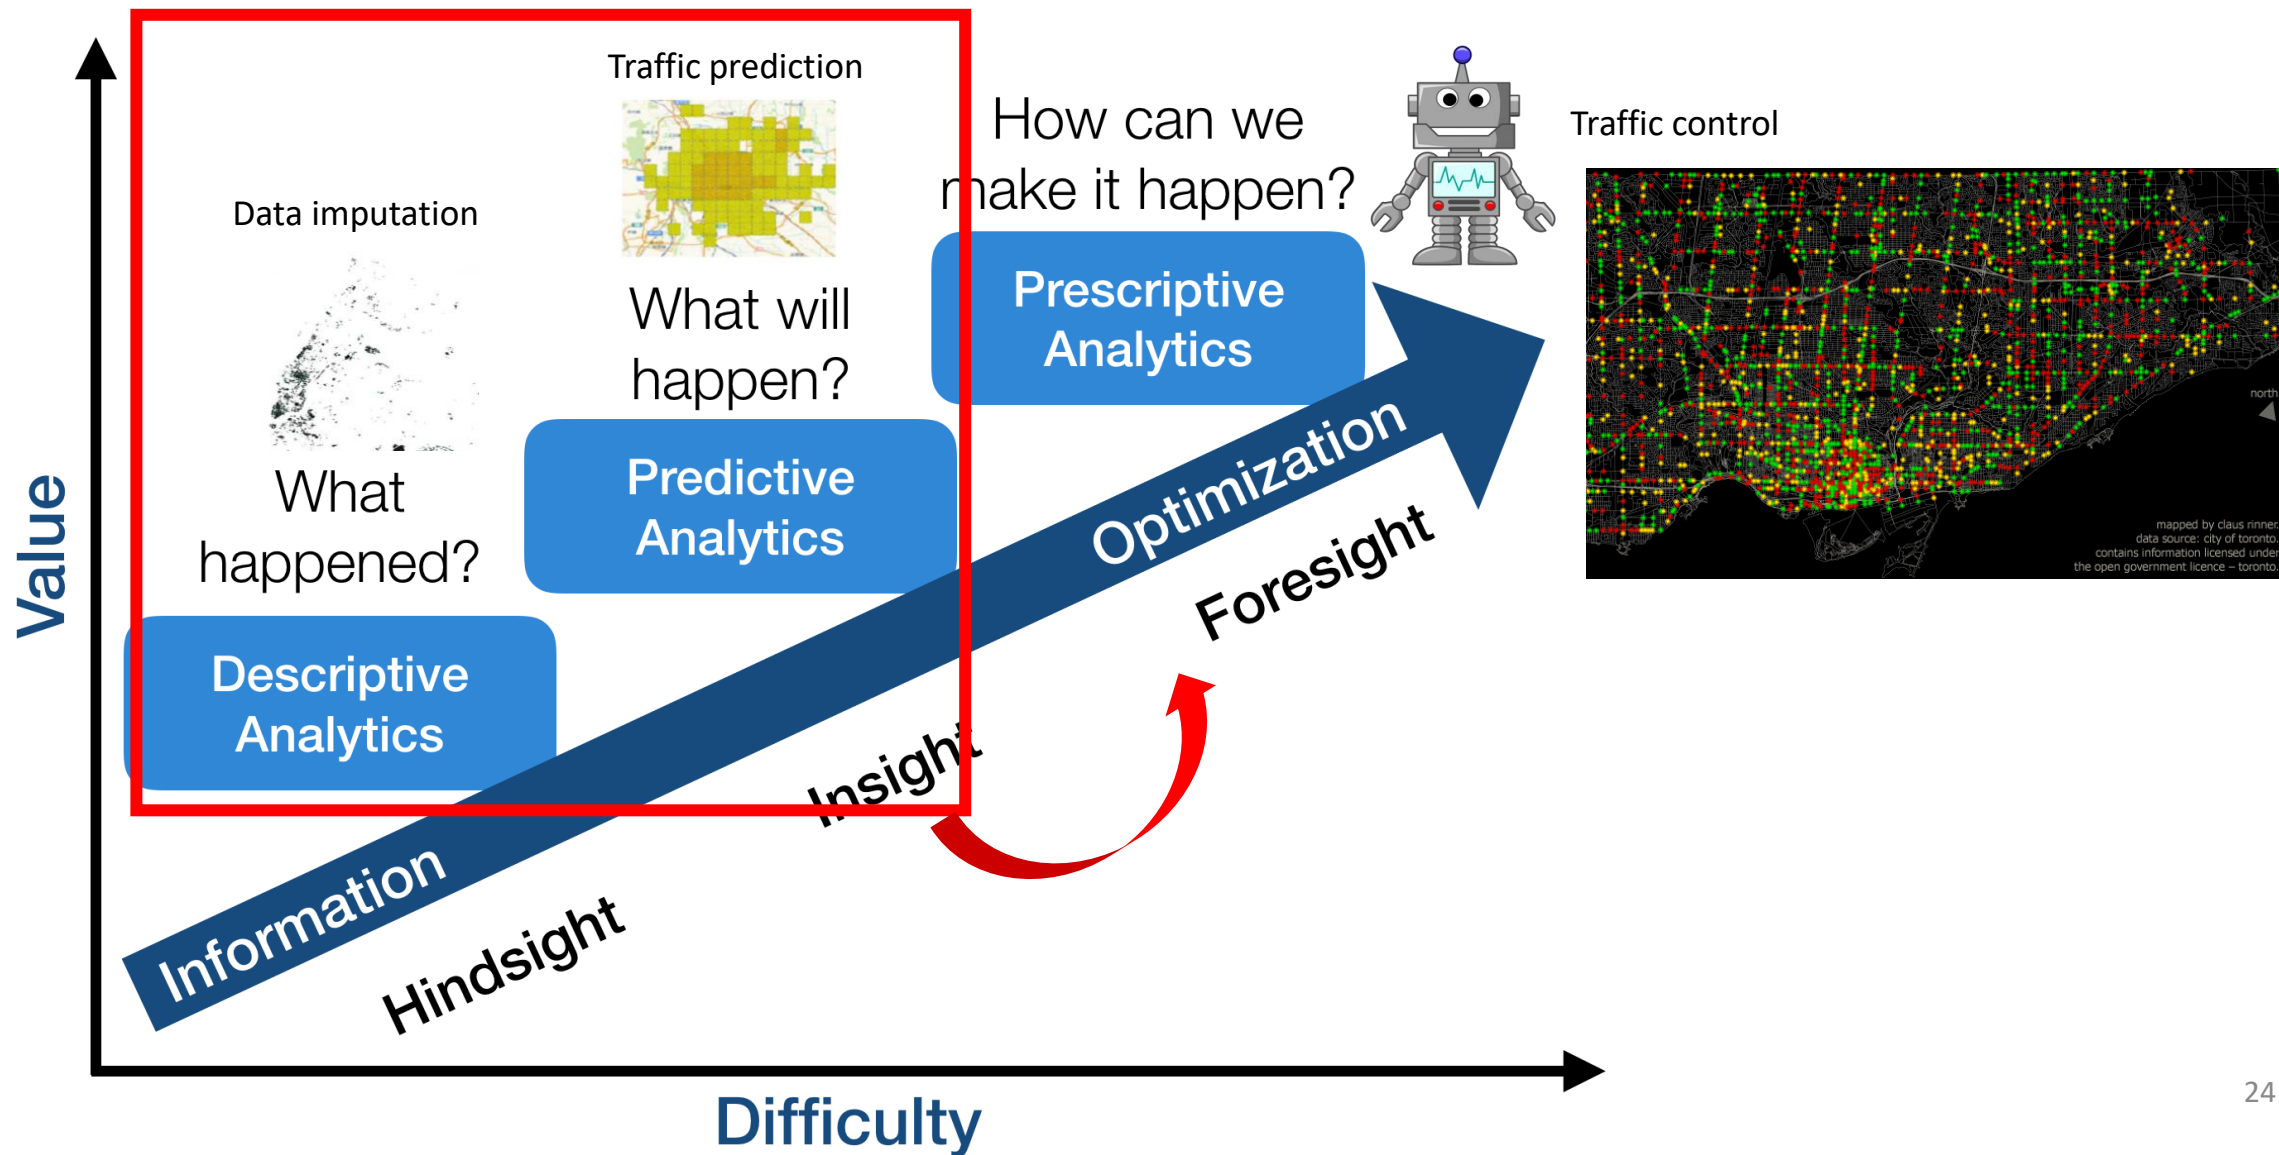 Traffic prediction
Data imputation
What
happened?
What will
happen?
How can we
make it happen?
Traffic control
Descriptive
Analytics
Predictive
Analytics
Prescriptive
Analytics
Value
Information
Optimization
Hindsight
Insight
Foresight
north
mapped by claus rinner.
data source: city of toronto.
contains information licensed under
the open government licence – toronto.
Difficulty
24